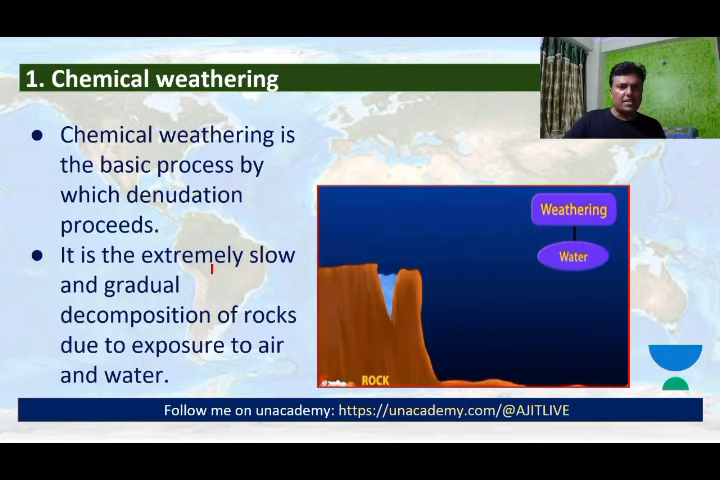 1. Chemical weathering
● Chemical weathering is
the basic process by
which denudation
proceeds.
● It is the extremely slow
and gradual
decomposition of rocks
due to exposure to air
and water.
Weathering
Water
ROCK
Follow me on unacademy: https://unacademy.com/@AJITLIVE